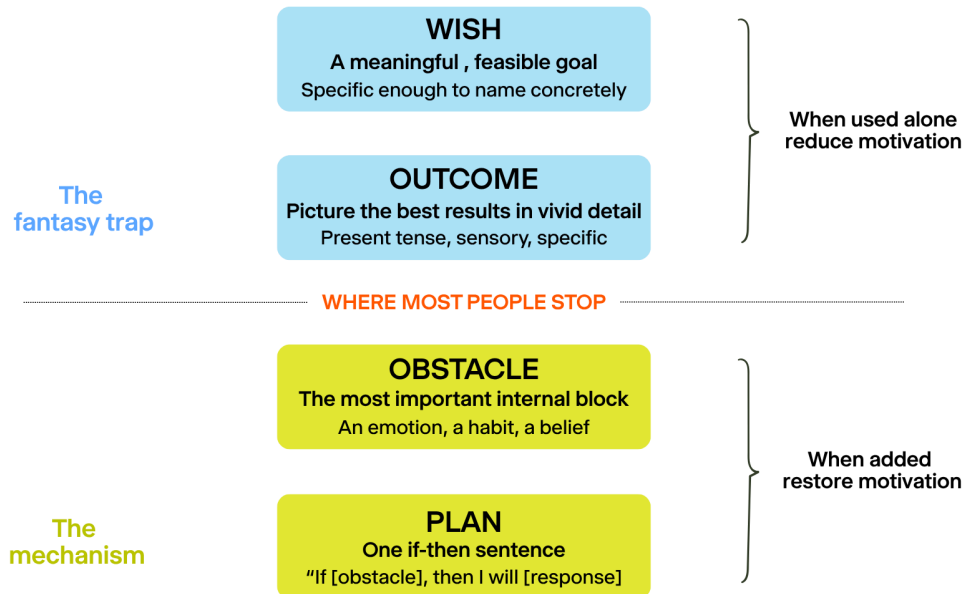 WISH
A meaningful , feasible goal
Specific enough to name concretely
When used alone
reduce motivation
OUTCOME
Picture the best results in vivid detail
Present tense, sensory, specific
The
fantasy trap
WHERE MOST PEOPLE STOP
OBSTACLE
The most important internal block
An emotion, a habit, a belief
When added
restore motivation
PLAN
One if-then sentence
“If [obstacle], then I will [response]
The
mechanism